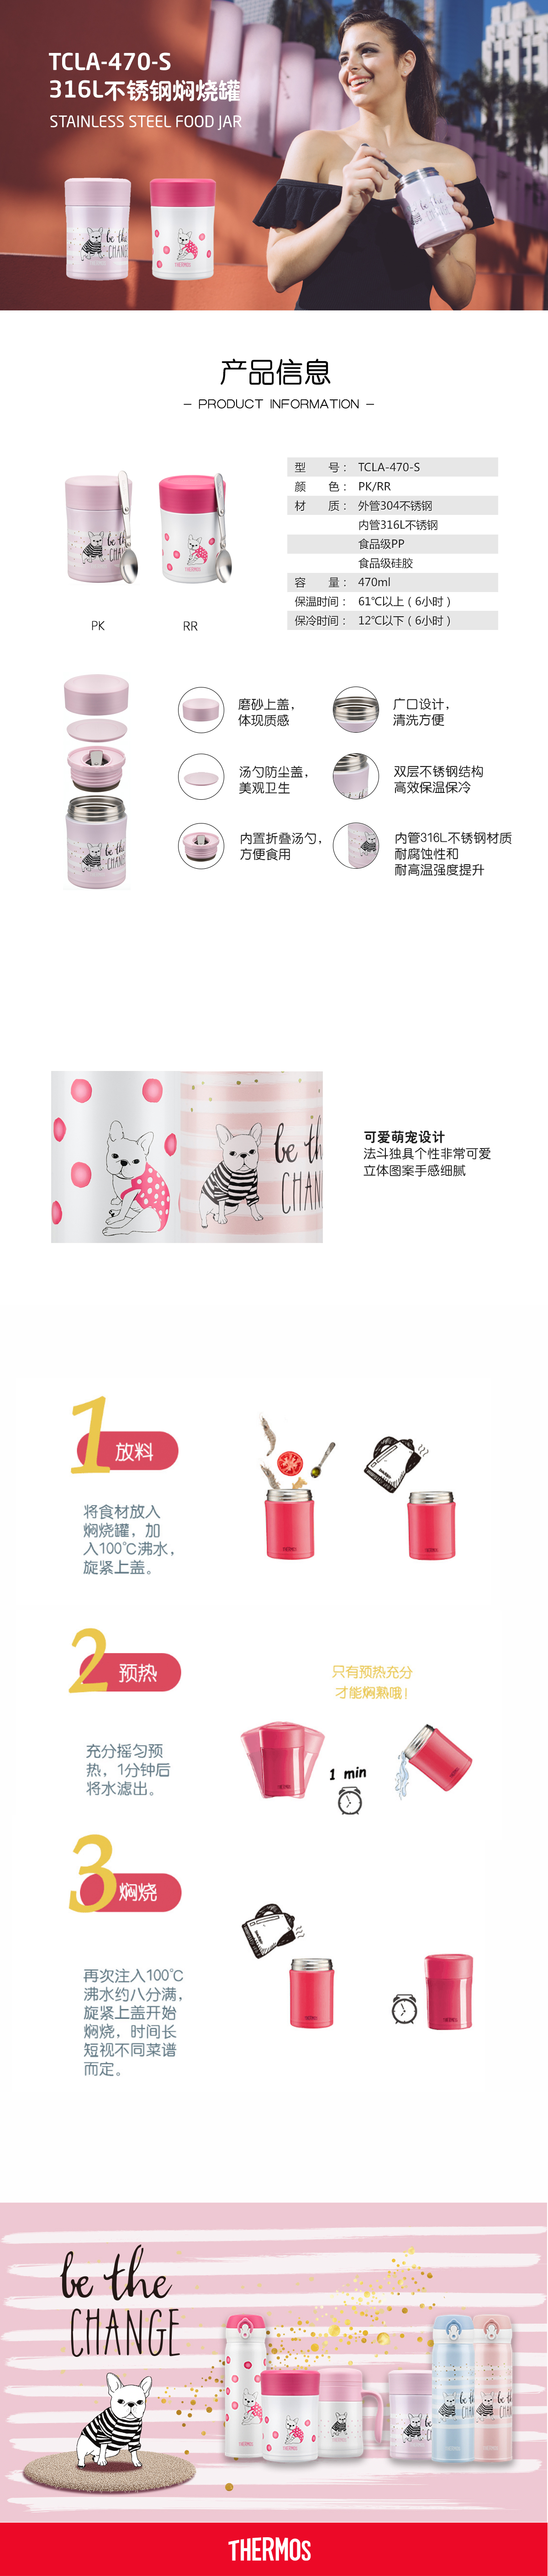 TCLA-470-S
316L不锈钢焖烧罐
STAINLESS STEEL FOOD JAR
be the
CHANGE
THERMOS
产品信息
– PRODUCT INFORMATION –
型 号： TCLA-470-S
颜 色： PK/RR
材 质： 外管304不锈钢
内管316L不锈钢
食品级PP
食品级硅胶
容 量： 470ml
保温时间： 61℃以上（6小时）
保冷时间： 12℃以下（6小时）
THERMOS
PK
RR
磨砂上盖，
体现质感
广口设计，
清洗方便
汤勺防尘盖，
美观卫生
双层不锈钢结构
高效保温保冷
内置折叠汤勺，
方便食用
内管316L不锈钢材质
耐腐蚀性和
耐高温强度提升
be th
CHAN
可爱萌宠设计
法斗独具个性非常可爱
立体图案手感细腻
1 放料
将食材放入
焖烧罐，加
入100℃沸水，
旋紧上盖。
THERMOS
THERMOS
2 预热
只有预热充分
才能焖熟哦！
充分摇匀预
热，1分钟后
将水滤出。
1 min
3 焖烧
再次注入100℃
沸水约八分满，
旋紧上盖开始
焖烧，时间长
短视不同菜谱
而定。
THERMOS
THERMOS
be the
CHANGE
THERMOS
THERMOS